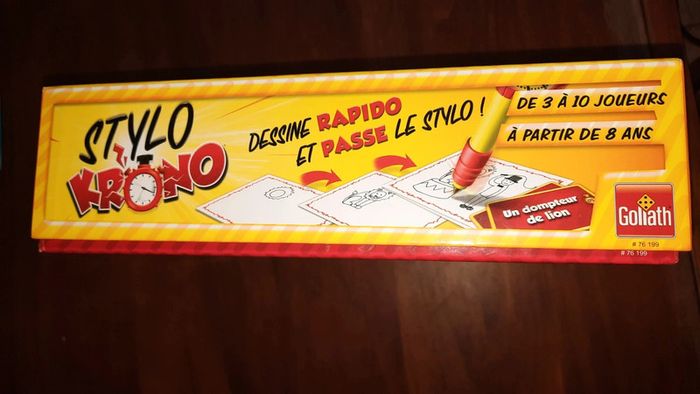 STYLO
KRONO
DESSINE RAPIDO
ET PASSE LE STYLO !
DE 3 À 10 JOUEURS
À PARTIR DE 8 ANS
Un dompteur
de lion
Goliath
# 76 199
# 76 199